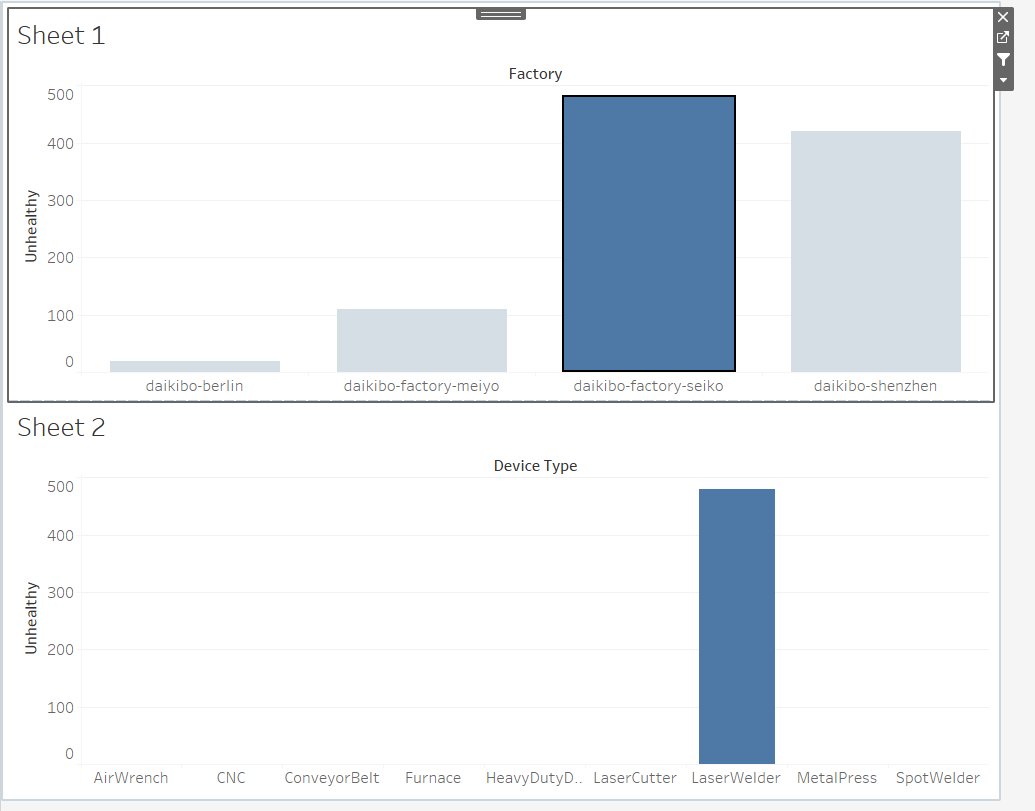 Sheet 1
Factory
Unhealthy
500
400
300
200
100
0
daikibo-berlin daikibo-factory-meiyo daikibo-factory-seiko daikibo-shenzhen
Sheet 2
Device Type
Unhealthy
500
400
300
200
100
0
AirWrench CNC ConveyorBelt Furnace HeavyDutyD.. LaserCutter LaserWelder MetalPress SpotWelder